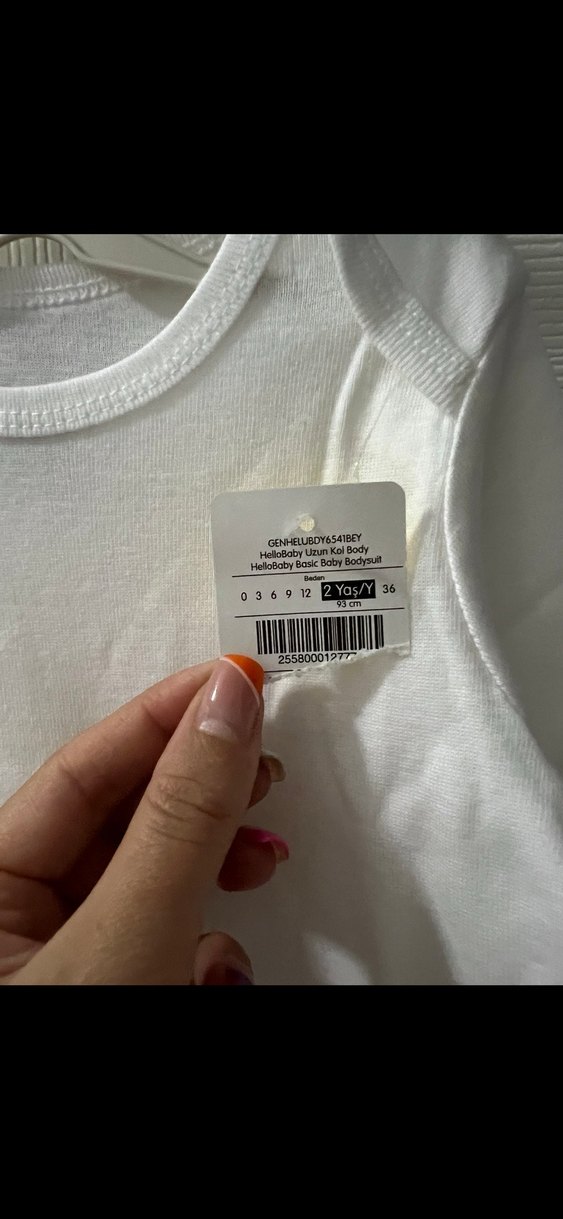 GENHELUBDY6541BEY
HelloBaby Uzun Kol Body
HelloBaby Basic Baby Bodysuit
Beden
0 3 6 9 12 2 Yaş/Y 36
93 cm
2558000127